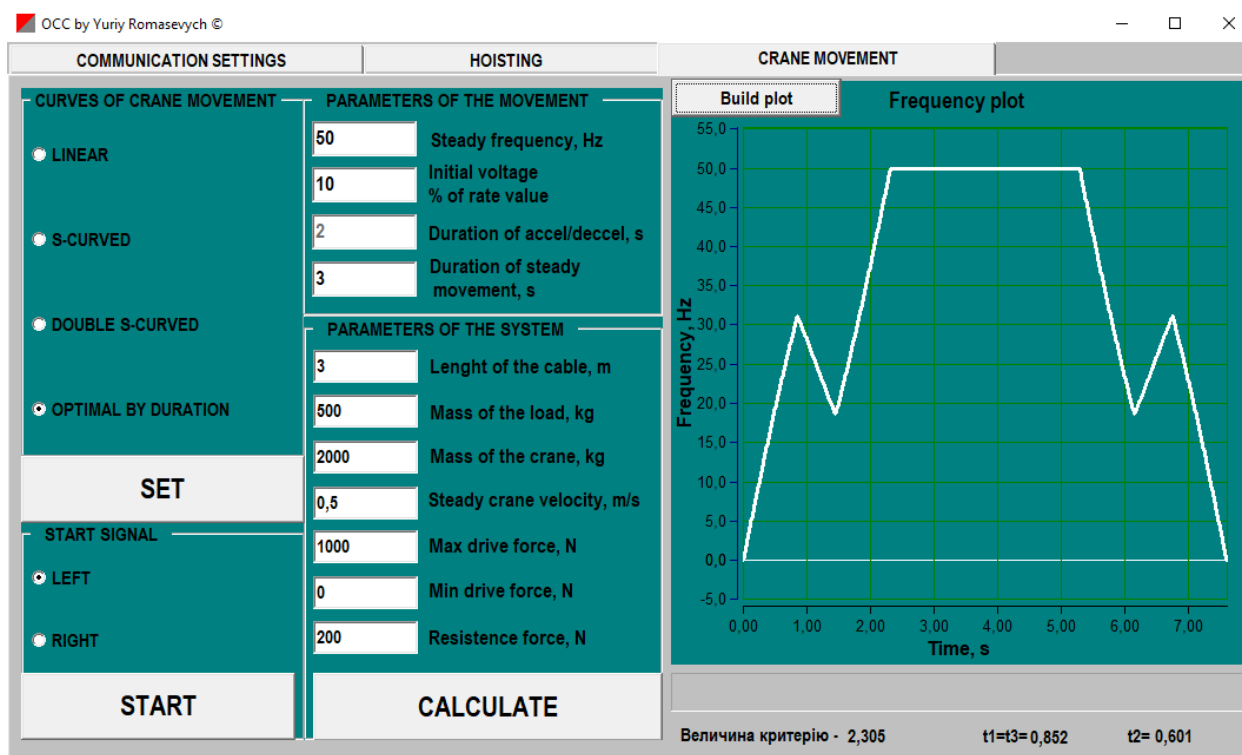 OCC by Yuriy Romasevych ©
COMMUNICATION SETTINGS
HOISTING
CRANE MOVEMENT
CURVES OF CRANE MOVEMENT
LINEAR
S-CURVED
DOUBLE S-CURVED
OPTIMAL BY DURATION
SET
START SIGNAL
LEFT
RIGHT
START
PARAMETERS OF THE MOVEMENT
50 Steady frequency, Hz
10 Initial voltage
% of rate value
2 Duration of accel/deccel, s
3 Duration of steady
movement, s
PARAMETERS OF THE SYSTEM
3 Lenght of the cable, m
500 Mass of the load, kg
2000 Mass of the crane, kg
0,5 Steady crane velocity, m/s
1000 Max drive force, N
0 Min drive force, N
200 Resistence force, N
CALCULATE
Build plot
Frequency plot
55,0
50,0
45,0
40,0
35,0
30,0
25,0
20,0
15,0
10,0
5,0
0,0
-5,0
Frequency, Hz
0,00 1,00 2,00 3,00 4,00 5,00 6,00 7,00
Time, s
Величина критерію - 2,305 t1=t3= 0,852 t2= 0,601